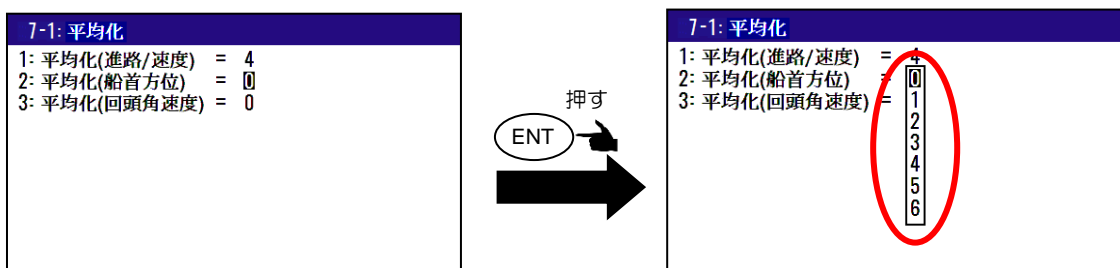 7-1: 平均化
1: 平均化(進路/速度) = 4
2: 平均化(船首方位) = 0
3: 平均化(回頭角速度) = 0
押す
ENT
7-1: 平均化
1: 平均化(進路/速度) = 4
2: 平均化(船首方位) = 0
3: 平均化(回頭角速度) = 1
2
3
4
5
6